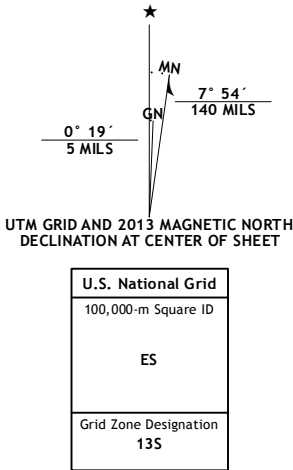 ★
MN
GN
7° 54´
140 MILS
0° 19´
5 MILS
UTM GRID AND 2013 MAGNETIC NORTH
DECLINATION AT CENTER OF SHEET
U.S. National Grid
100,000-m Square ID
ES
Grid Zone Designation
13S